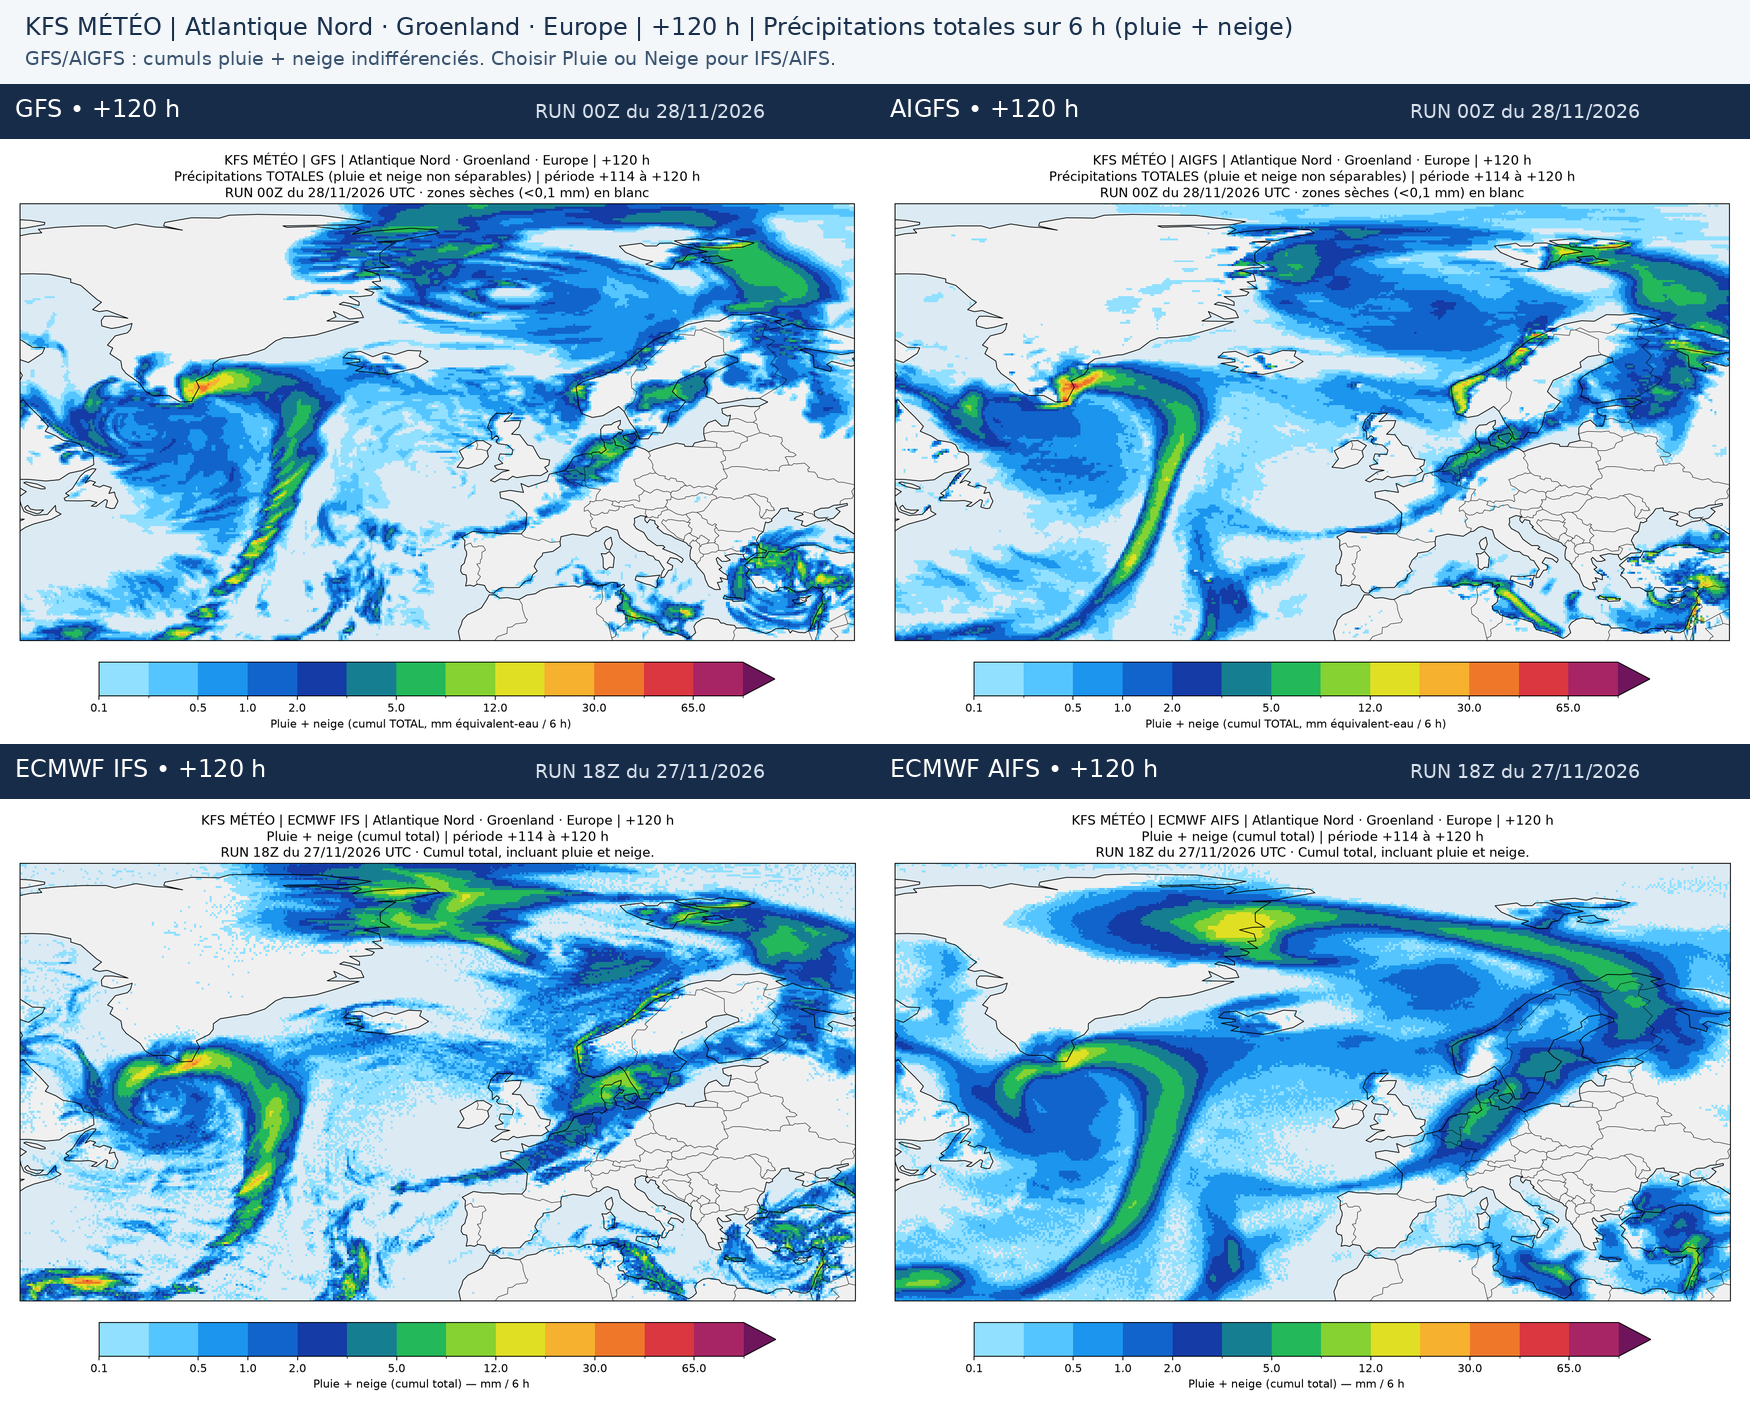 KFS MÉTÉO | Atlantique Nord · Groenland · Europe | +120 h | Précipitations totales sur 6 h (pluie + neige)
GFS/AIGFS : cumuls pluie + neige indifférenciés. Choisir Pluie ou Neige pour IFS/AIFS.
GFS • +120 h
RUN 00Z du 28/11/2026
AIGFS • +120 h
RUN 00Z du 28/11/2026
KFS MÉTÉO | GFS | Atlantique Nord · Groenland · Europe | +120 h
Précipitations TOTALES (pluie et neige non séparables) | période +114 à +120 h
RUN 00Z du 28/11/2026 UTC · zones sèches (<0,1 mm) en blanc
KFS MÉTÉO | AIGFS | Atlantique Nord · Groenland · Europe | +120 h
Précipitations TOTALES (pluie et neige non séparables) | période +114 à +120 h
RUN 00Z du 28/11/2026 UTC · zones sèches (<0,1 mm) en blanc
0.1 0.5 1.0 2.0 5.0 12.0 30.0 65.0
Pluie + neige (cumul TOTAL, mm équivalent-eau / 6 h)
0.1 0.5 1.0 2.0 5.0 12.0 30.0 65.0
Pluie + neige (cumul TOTAL, mm équivalent-eau / 6 h)
ECMWF IFS • +120 h
RUN 18Z du 27/11/2026
ECMWF AIFS • +120 h
RUN 18Z du 27/11/2026
KFS MÉTÉO | ECMWF IFS | Atlantique Nord · Groenland · Europe | +120 h
Pluie + neige (cumul total) | période +114 à +120 h
RUN 18Z du 27/11/2026 UTC · Cumul total, incluant pluie et neige.
KFS MÉTÉO | ECMWF AIFS | Atlantique Nord · Groenland · Europe | +120 h
Pluie + neige (cumul total) | période +114 à +120 h
RUN 18Z du 27/11/2026 UTC · Cumul total, incluant pluie et neige.
0.1 0.5 1.0 2.0 5.0 12.0 30.0 65.0
Pluie + neige (cumul total) — mm / 6 h
0.1 0.5 1.0 2.0 5.0 12.0 30.0 65.0
Pluie + neige (cumul total) — mm / 6 h